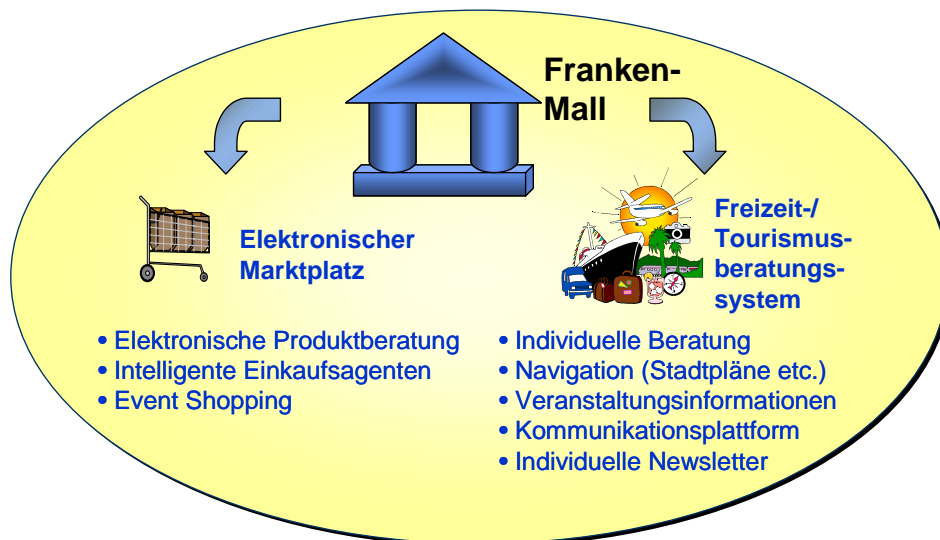 Franken-
Mall
Elektronischer
Marktplatz
• Elektronische Produktberatung
• Intelligente Einkaufsagenten
• Event Shopping
Freizeit-/
Tourismus-
beratungs-
system
• Individuelle Beratung
• Navigation (Stadtpläne etc.)
• Veranstaltungsinformationen
• Kommunikationsplattform
• Individuelle Newsletter